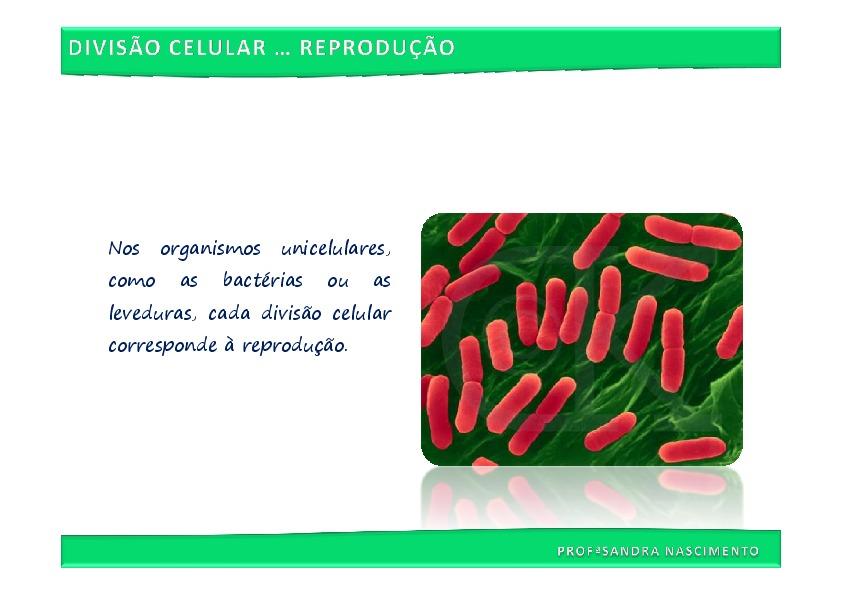 DIVISÃO CELULAR ... REPRODUÇÃO
Nos organismos unicelulares,
como as bactérias ou as
leveduras, cada divisão celular
corresponde à reprodução.
PROFªSANDRA NASCIMENTO